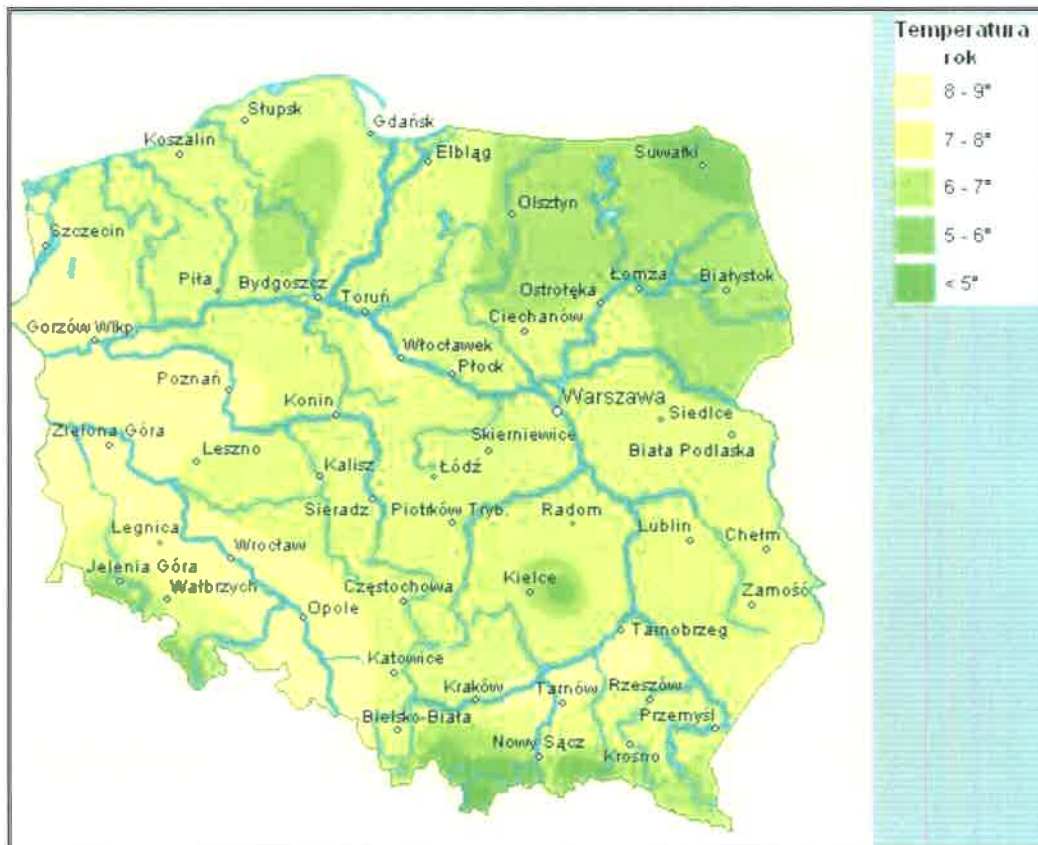 Temperatura
rok
8 - 9°
7 - 8°
6 - 7°
5 - 6°
< 5°
Słupsk
Gdańsk
Koszalin
Elbląg
Suwałki
Olsztyn
Szczecin
Piła
Bydgoszcz
Toruń
Łomża
Białystok
Ostrołęka
Ciechanów
Gorzów Wlkp.
Włocławek
Płock
Poznań
Konin
Warszawa
Siedlce
Zielona Góra
Leszno
Skierniewice
Biała Podlaska
Kalisz
Łódź
Sieradz
Piotrków Tryb.
Radom
Lublin
Chełm
Legnica
Wrocław
Jelenia Góra
Wałbrzych
Częstochowa
Kielce
Zamość
Opole
Tarnobrzeg
Katowice
Kraków
Tarnów
Rzeszów
Bielsko-Biała
Przemyśl
Nowy Sącz
Krosno